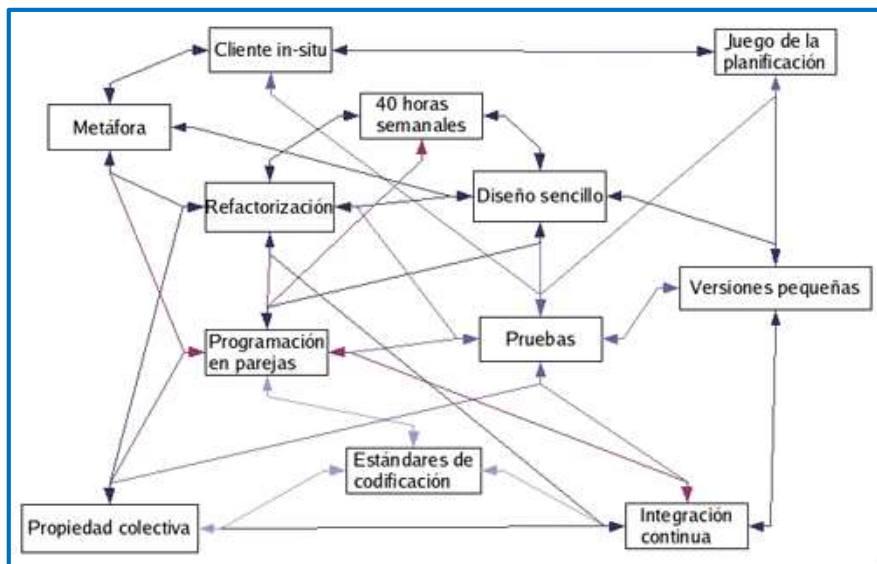 Cliente in-situ
Juego de la
planificación
40 horas
semanales
Metáfora
Refactorización
Diseño sencillo
Versiones pequeñas
Programación
en parejas
Pruebas
Estándares de
codificación
Propiedad colectiva
Integración
continua